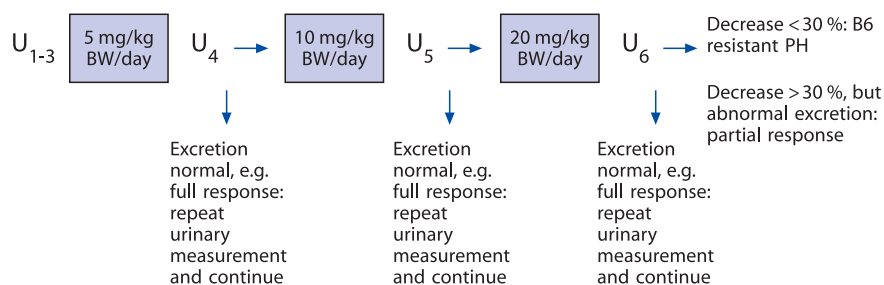 U1-3
5 mg/kg
BW/day
U4
10 mg/kg
BW/day
U5
20 mg/kg
BW/day
U6
Decrease < 30 %: B6
resistant PH
Decrease > 30 %, but
abnormal excretion:
partial response
Excretion
normal, e.g.
full response:
repeat
urinary
measurement
and continue
Excretion
normal, e.g.
full response:
repeat
urinary
measurement
and continue
Excretion
normal, e.g.
full response:
repeat
urinary
measurement
and continue